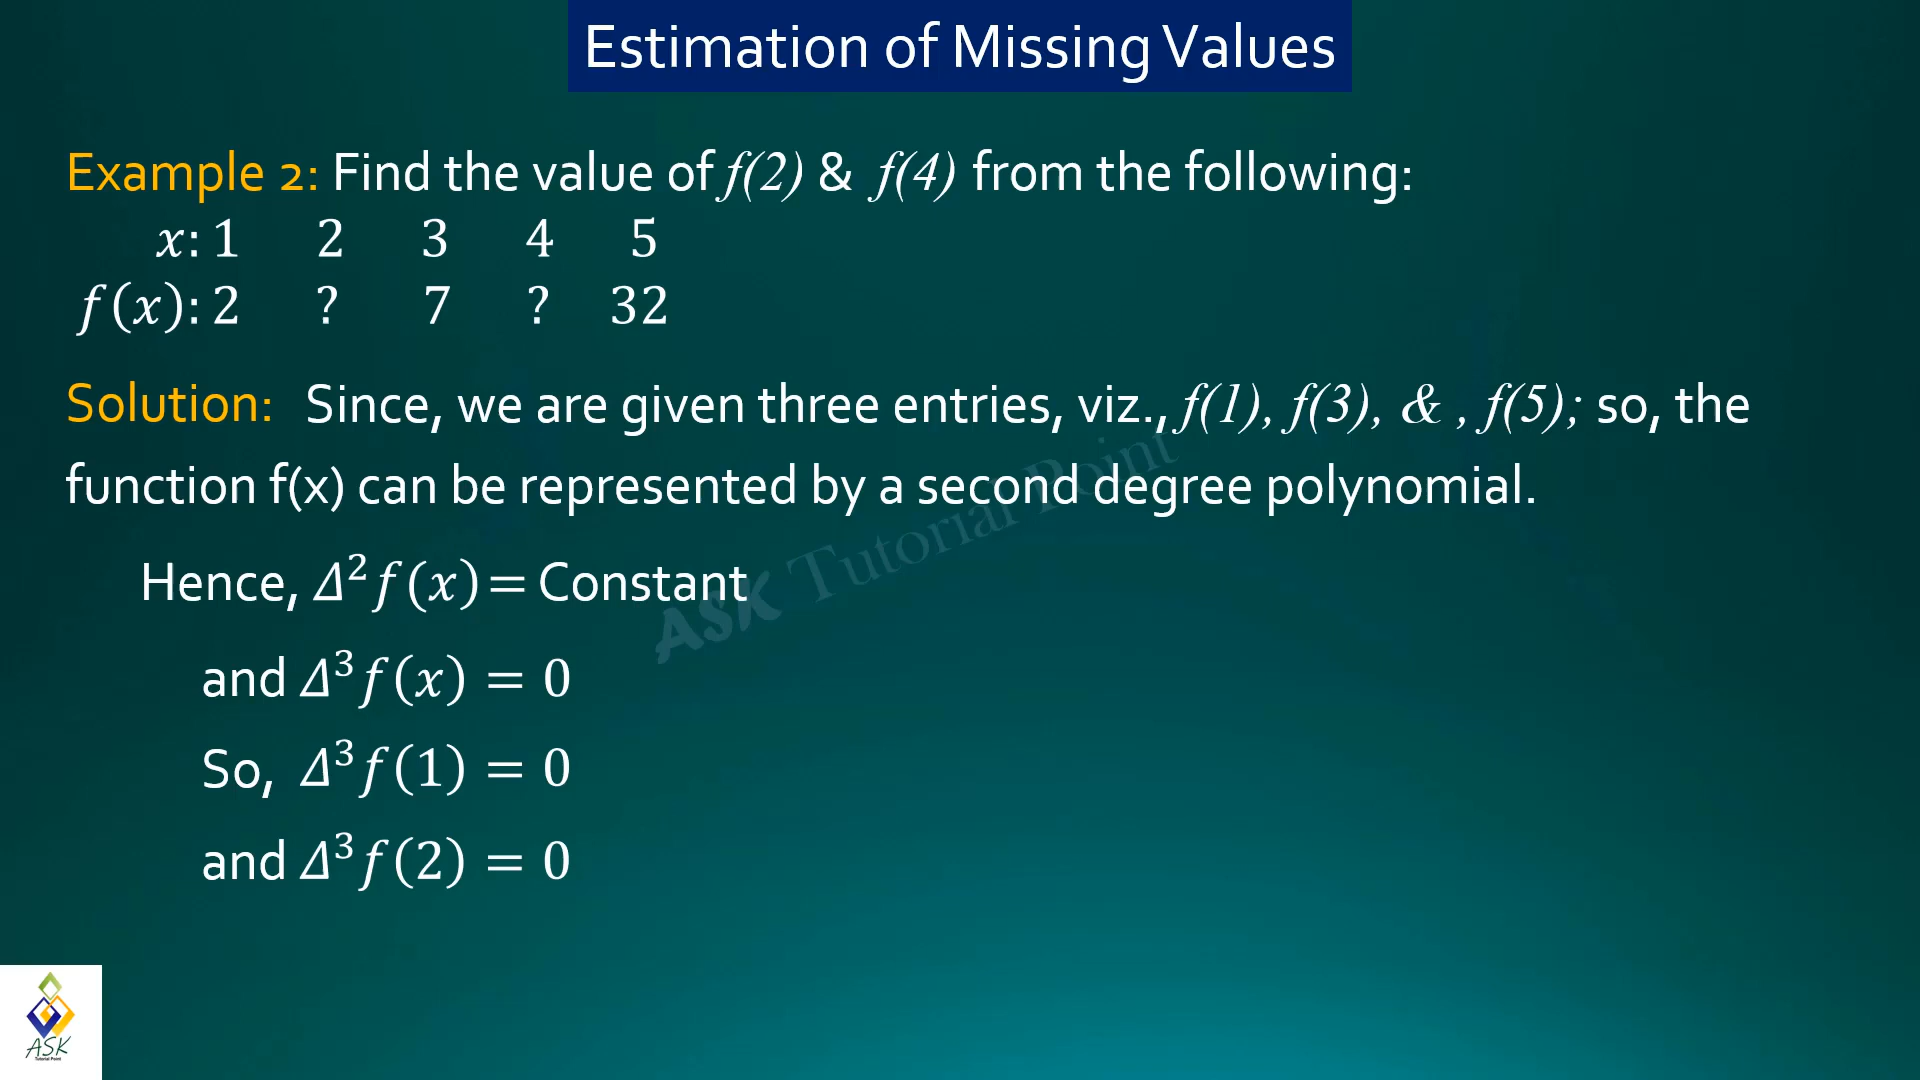 Estimation of Missing Values
Example 2: Find the value of f(2) & f(4) from the following:
x: 1 2 3 4 5
f(x): 2 ? 7 ? 32
Solution: Since, we are given three entries, viz., f(1), f(3), & , f(5); so, the
function f(x) can be represented by a second degree polynomial.
ASK Tutorial Point
Hence, Δ²f(x) = Constant
and Δ³f(x) = 0
So, Δ³f(1) = 0
and Δ³f(2) = 0
ASK
Tutorial Point